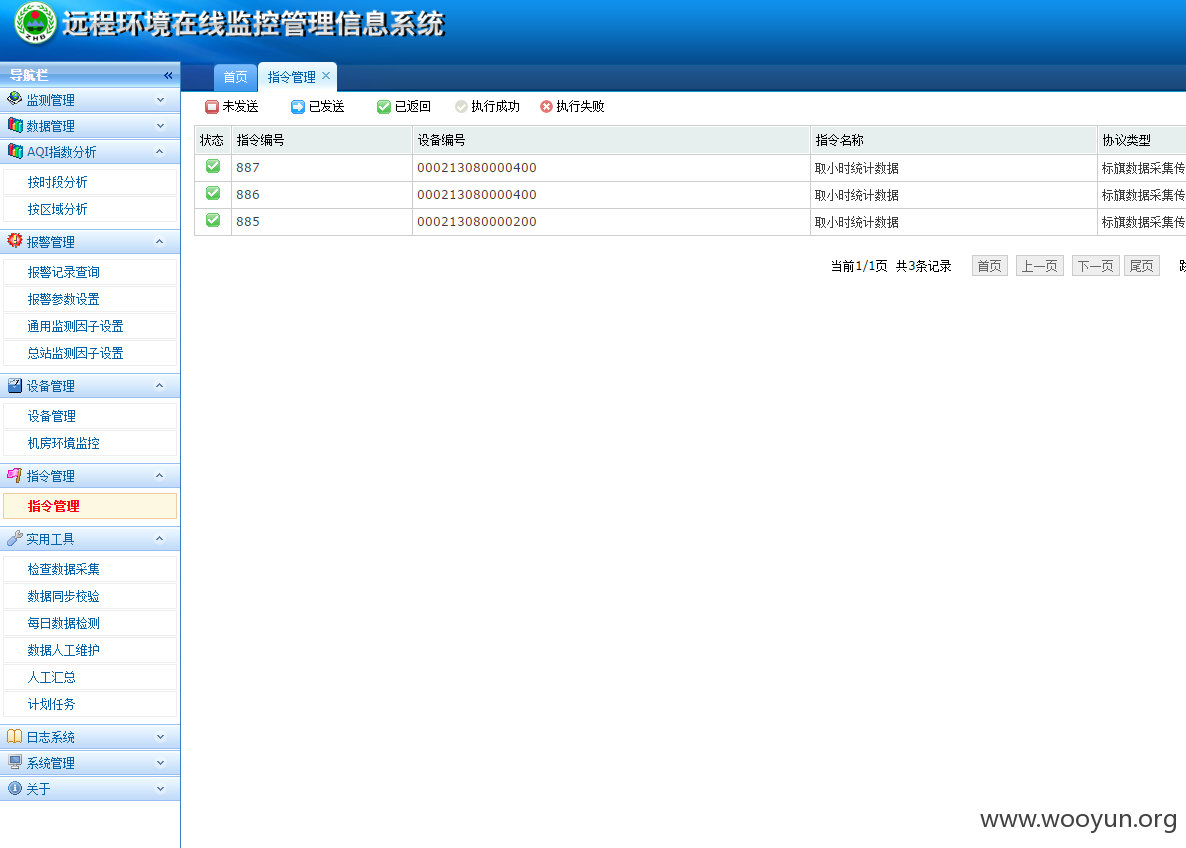 远程环境在线监控管理信息系统
ZHB
导航栏 «
首页 指令管理 ×
监测管理
数据管理
AQI指数分析
按时段分析
按区域分析
报警管理
报警记录查询
报警参数设置
通用监测因子设置
总站监测因子设置
设备管理
设备管理
机房环境监控
指令管理
指令管理
实用工具
检查数据采集
数据同步校验
每日数据检测
数据人工维护
人工汇总
计划任务
日志系统
系统管理
关于
未发送 已发送 已返回 执行成功 执行失败
状态 指令编号 设备编号 指令名称 协议类型
887 000213080000400 取小时统计数据 标旗数据采集传
886 000213080000400 取小时统计数据 标旗数据采集传
885 000213080000200 取小时统计数据 标旗数据采集传
当前1/1页 共3条记录 首页 上一页 下一页 尾页
www.wooyun.org